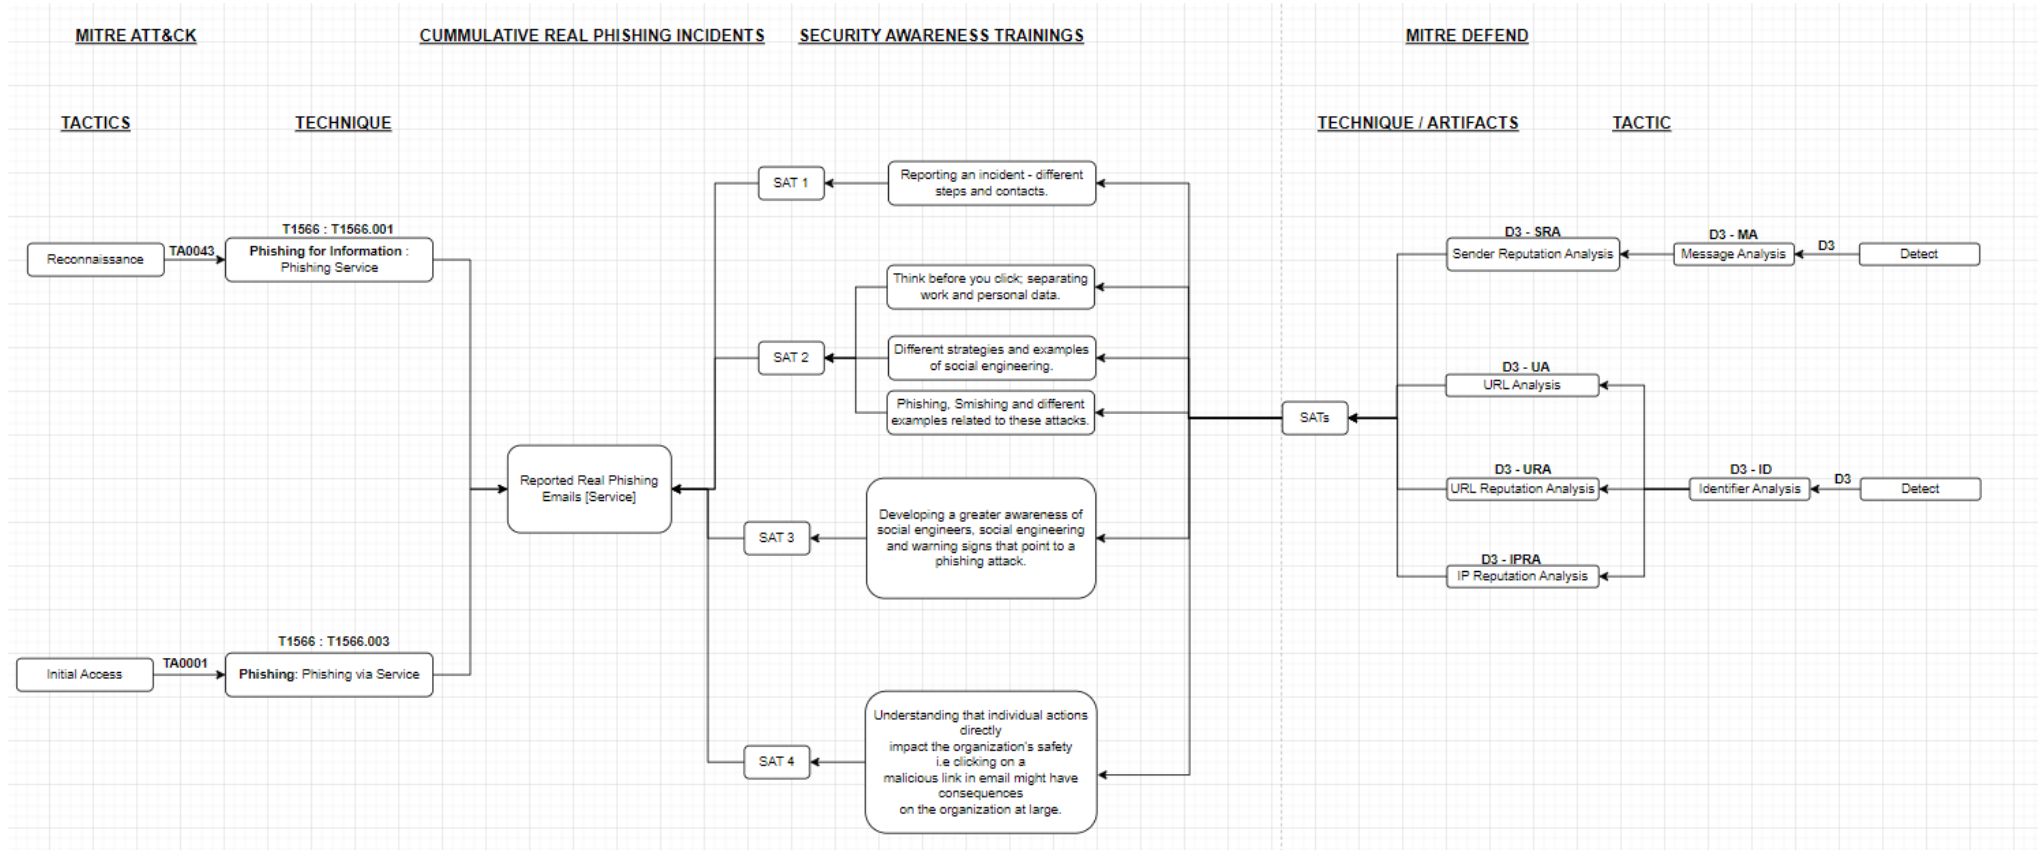 MITRE ATT&CK
CUMMULATIVE REAL PHISHING INCIDENTS
SECURITY AWARENESS TRAININGS
MITRE DEFEND
TACTICS
TECHNIQUE
TECHNIQUE / ARTIFACTS
TACTIC
T1566 : T1566.001
Reconnaissance
TA0043
Phishing for Information :
Phishing Service
T1566 : T1566.003
Initial Access
TA0001
Phishing: Phishing via Service
Reported Real Phishing
Emails [Service]
SAT 1
Reporting an incident - different
steps and contacts.
SAT 2
Think before you click; separating
work and personal data.
Different strategies and examples
of social engineering.
Phishing, Smishing and different
examples related to these attacks.
SAT 3
Developing a greater awareness of
social engineers, social engineering
and warning signs that point to a
phishing attack.
SAT 4
Understanding that individual actions
directly
impact the organization's safety
i.e clicking on a
malicious link in email might have
consequences
on the organization at large.
SATs
D3 - SRA
Sender Reputation Analysis
D3 - MA
Message Analysis
D3
Detect
D3 - UA
URL Analysis
D3 - URA
URL Reputation Analysis
D3 - ID
Identifier Analysis
D3
Detect
D3 - IPRA
IP Reputation Analysis